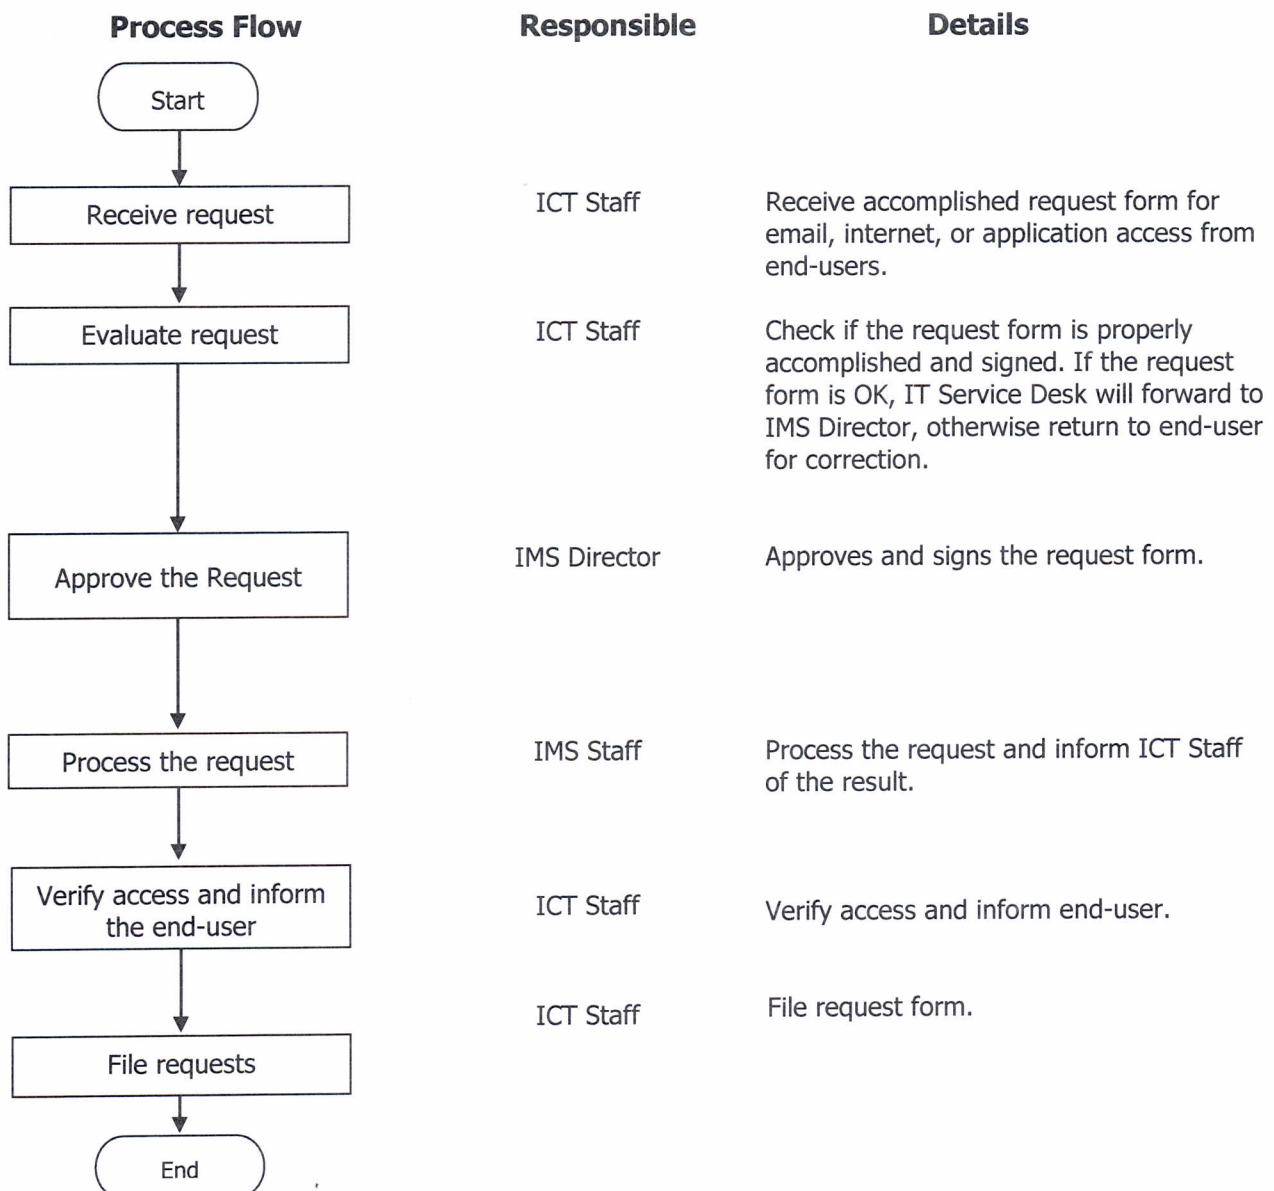 Process Flow
Responsible
Details
Start
Receive request
ICT Staff
Receive accomplished request form for
email, internet, or application access from
end-users.
Evaluate request
ICT Staff
Check if the request form is properly
accomplished and signed. If the request
form is OK, IT Service Desk will forward to
IMS Director, otherwise return to end-user
for correction.
Approve the Request
IMS Director
Approves and signs the request form.
Process the request
IMS Staff
Process the request and inform ICT Staff
of the result.
Verify access and inform
the end-user
ICT Staff
Verify access and inform end-user.
File requests
ICT Staff
File request form.
End